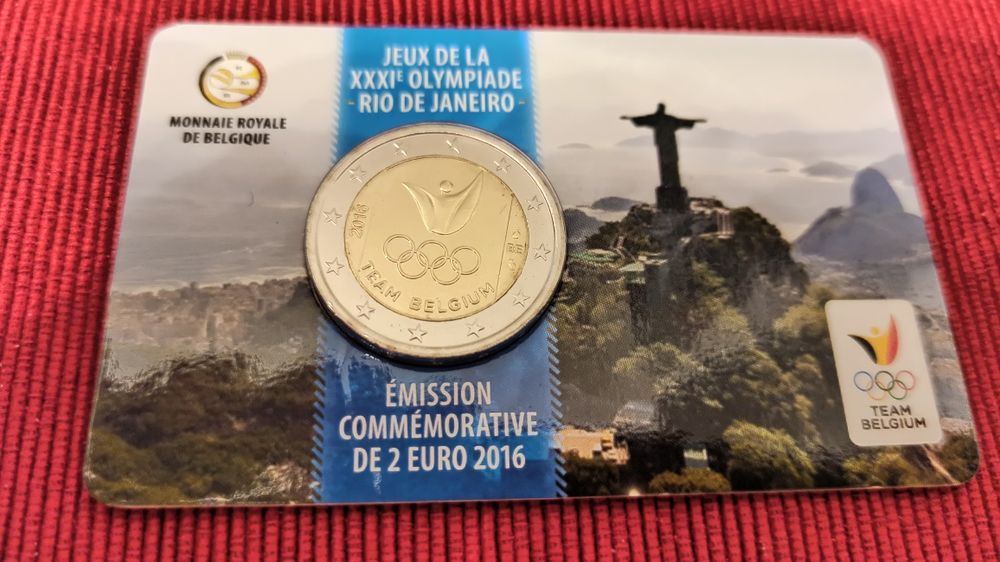 MONNAIE ROYALE
DE BELGIQUE
JEUX DE LA
XXXIᴱ OLYMPIADE
- RIO DE JANEIRO -
2016
BE
TEAM BELGIUM
ÉMISSION
COMMÉMORATIVE
DE 2 EURO 2016
TEAM
BELGIUM